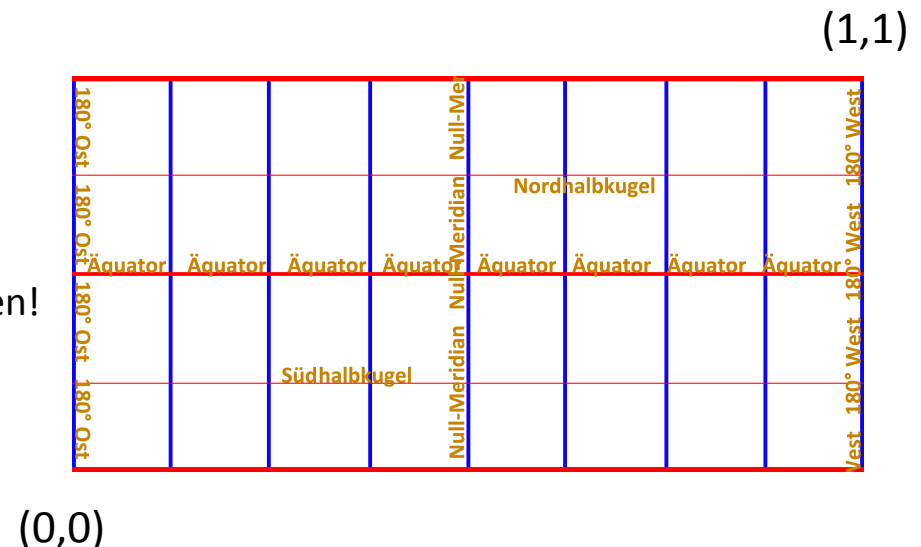 (1,1)
180° Ost 180° Ost 180° Ost 180° Ost
Null-Meridian Null-Meridian Null-Meridian Null-Mer
West 180° West 180° West 180° West
Nordhalbkugel
Äquator Äquator Äquator Äquator Äquator Äquator Äquator Äquator
en!
Südhalbkugel
(0,0)